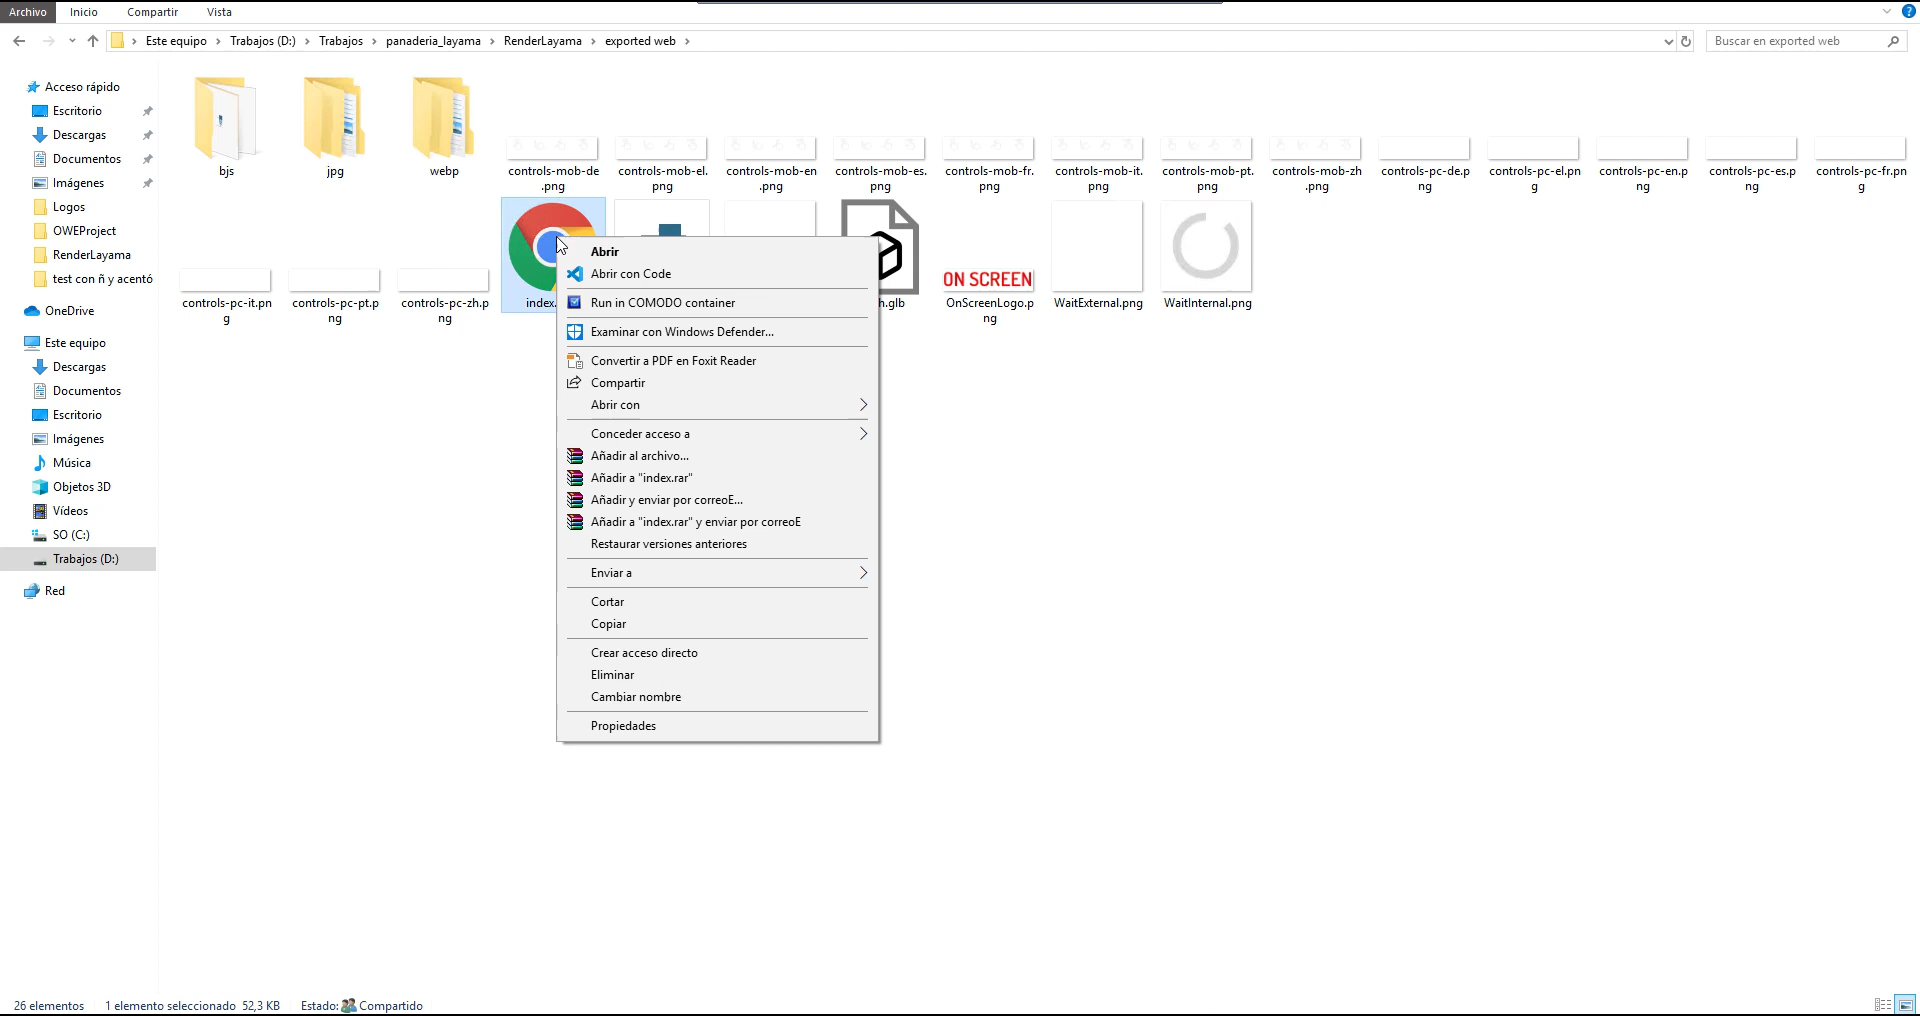 Archivo
Inicio
Compartir
Vista
Este equipo
Trabajos (D:)
Trabajos
panaderia_layama
RenderLayama
exported web
Buscar en exported web
Acceso rápido
Escritorio
Descargas
Documentos
Imágenes
Logos
OWEProject
RenderLayama
test con ñ y acentó
OneDrive
Este equipo
Descargas
Documentos
Escritorio
Imágenes
Música
Objetos 3D
Vídeos
SO (C:)
Trabajos (D:)
Red
bjs
jpg
webp
controls-mob-de
.png
controls-mob-el.
png
controls-mob-en
.png
controls-mob-es.
png
controls-mob-fr.
png
controls-mob-it.
png
controls-mob-pt.
png
controls-mob-zh
.png
controls-pc-de.p
ng
controls-pc-el.pn
g
controls-pc-en.p
ng
controls-pc-es.p
ng
controls-pc-fr.pn
g
controls-pc-it.pn
g
controls-pc-pt.p
ng
controls-pc-zh.p
ng
index.
h.glb
ON SCREEN
OnScreenLogo.p
ng
WaitExternal.png
WaitInternal.png
Abrir
Abrir con Code
Run in COMODO container
Examinar con Windows Defender...
Convertir a PDF en Foxit Reader
Compartir
Abrir con
Conceder acceso a
Añadir al archivo...
Añadir a "index.rar"
Añadir y enviar por correoE...
Añadir a "index.rar" y enviar por correoE
Restaurar versiones anteriores
Enviar a
Cortar
Copiar
Crear acceso directo
Eliminar
Cambiar nombre
Propiedades
26 elementos
1 elemento seleccionado 52,3 KB
Estado: Compartido